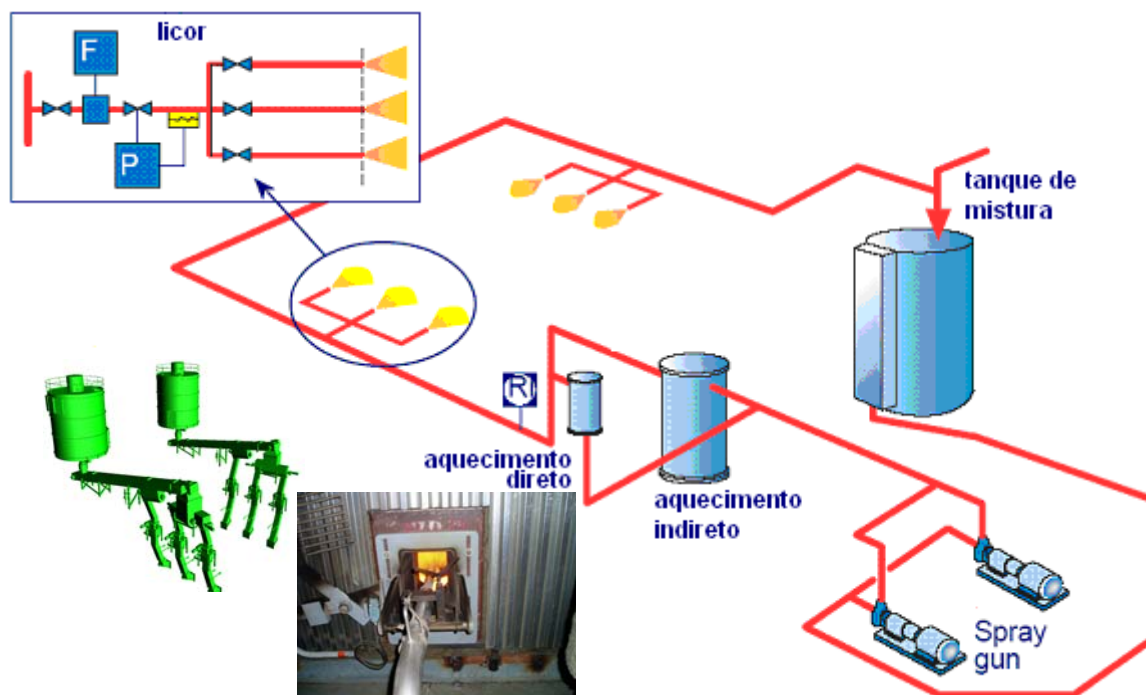 licor
F
P
tanque de
mistura
R
aquecimento
direto
aquecimento
indireto
Spray
gun